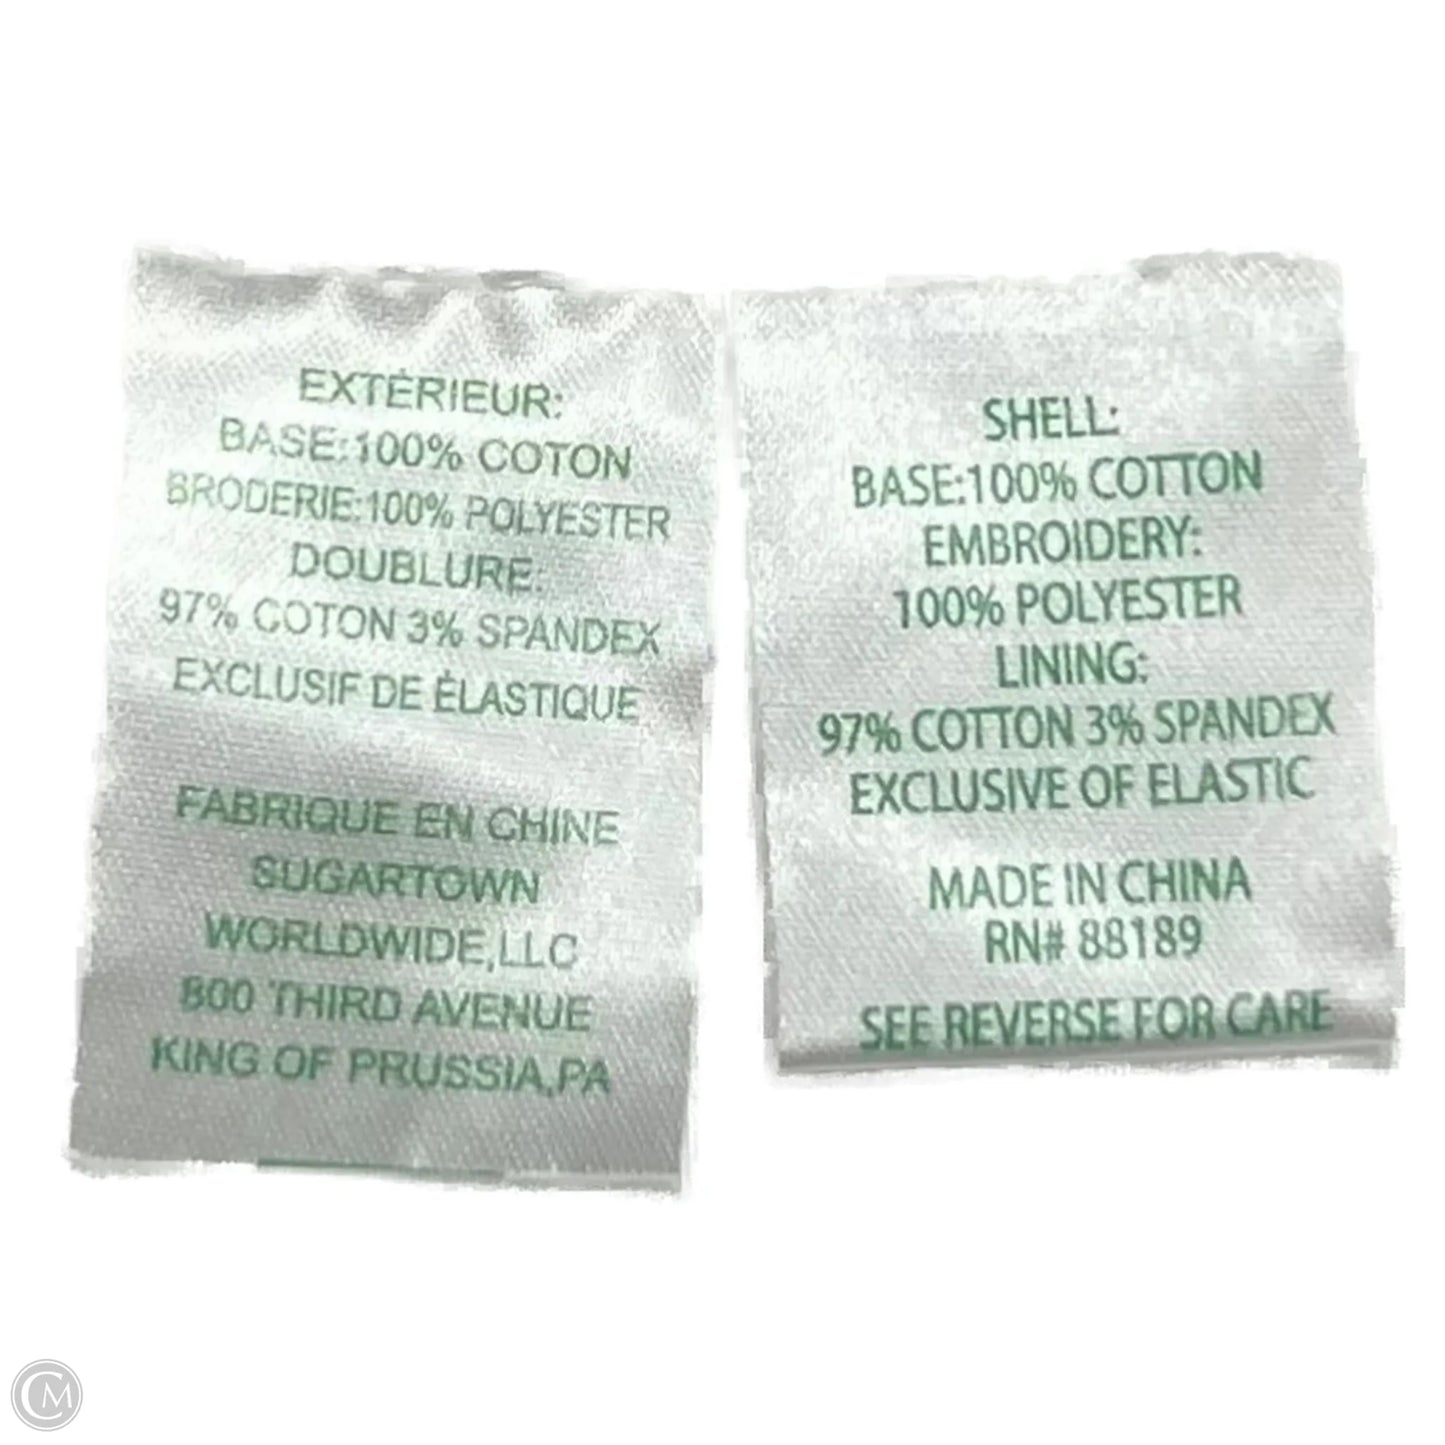 EXTÉRIEUR:
BASE:100% COTON
BRODERIE:100% POLYESTER
DOUBLURE:
97% COTON 3% SPANDEX
EXCLUSIF DE ÉLASTIQUE
FABRIQUE EN CHINE
SUGARTOWN
WORLDWIDE,LLC
800 THIRD AVENUE
KING OF PRUSSIA,PA
SHELL:
BASE:100% COTTON
EMBROIDERY:
100% POLYESTER
LINING:
97% COTTON 3% SPANDEX
EXCLUSIVE OF ELASTIC
MADE IN CHINA
RN# 88189
SEE REVERSE FOR CARE
CM